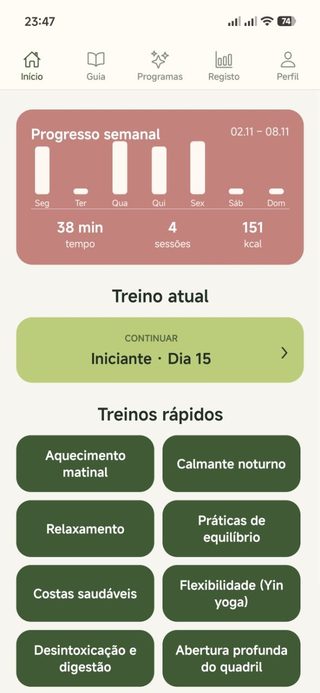 23:47
74
Início
Guia
Programas
Registo
Perfil
Progresso semanal
02.11 – 08.11
Seg
Ter
Qua
Qui
Sex
Sáb
Dom
38 min
4
151
tempo
sessões
kcal
Treino atual
CONTINUAR
Iniciante · Dia 15
Treinos rápidos
Aquecimento
matinal
Calmante noturno
Relaxamento
Práticas de
equilíbrio
Costas saudáveis
Flexibilidade (Yin
yoga)
Desintoxicação e
digestão
Abertura profunda
do quadril